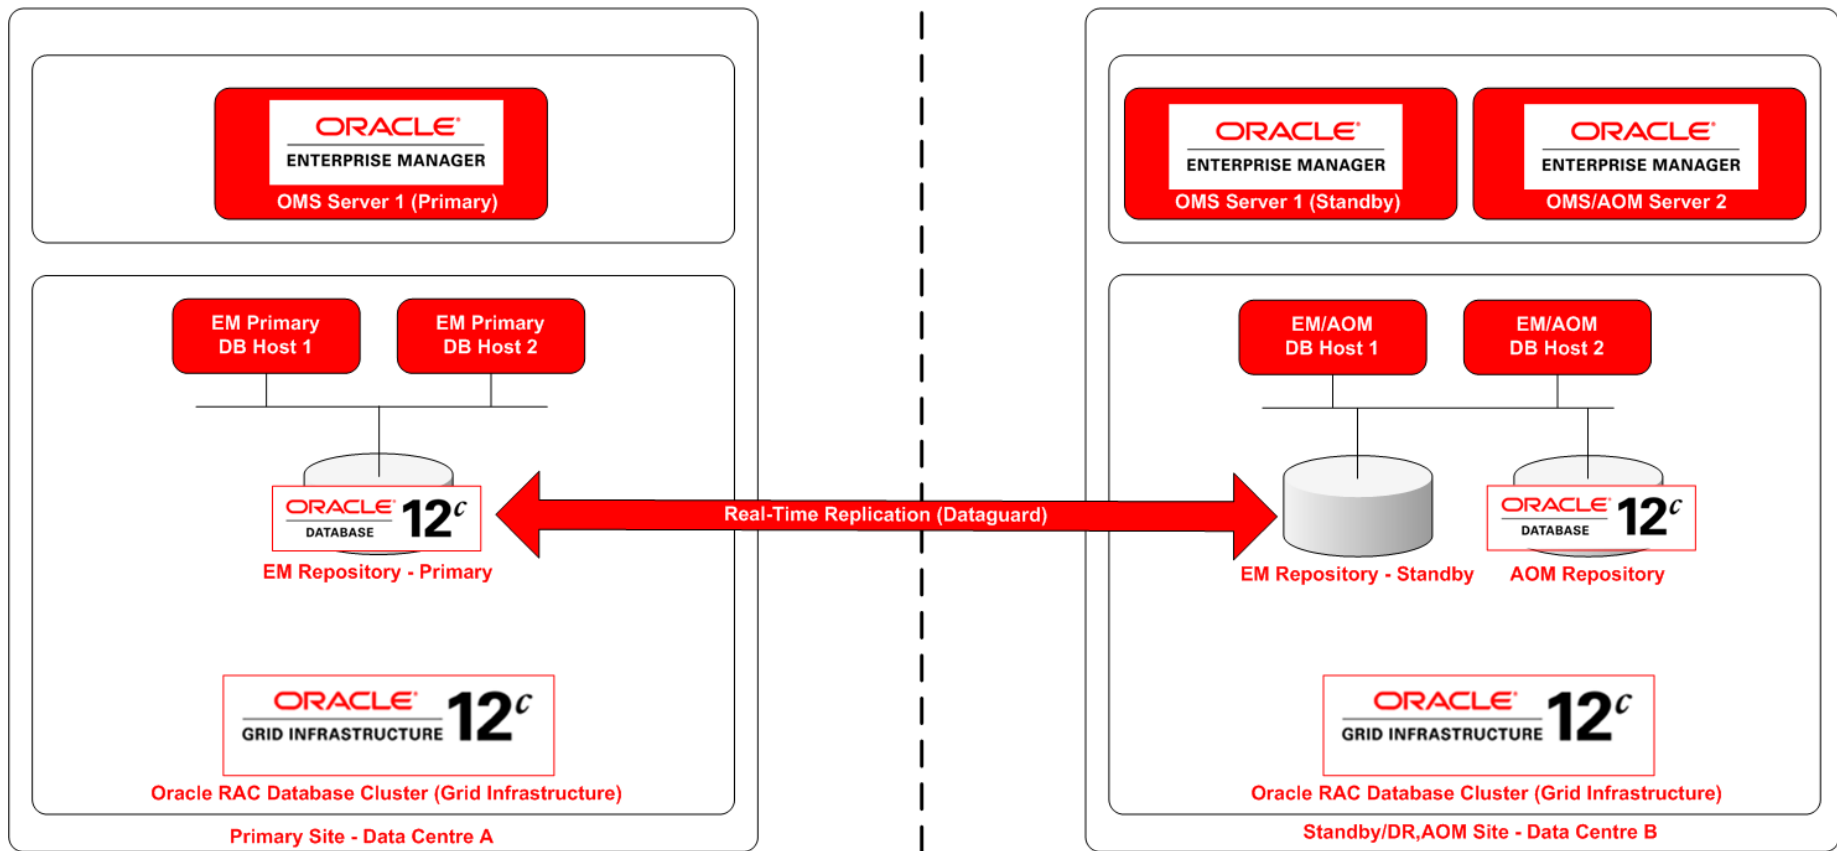 ORACLE®
ENTERPRISE MANAGER
OMS Server 1 (Primary)
EM Primary
DB Host 1
EM Primary
DB Host 2
ORACLE®
DATABASE
12c
EM Repository - Primary
ORACLE®
GRID INFRASTRUCTURE
12c
Oracle RAC Database Cluster (Grid Infrastructure)
Primary Site - Data Centre A
Real-Time Replication (Dataguard)
ORACLE®
ENTERPRISE MANAGER
OMS Server 1 (Standby)
ORACLE®
ENTERPRISE MANAGER
OMS/AOM Server 2
EM/AOM
DB Host 1
EM/AOM
DB Host 2
EM Repository - Standby
ORACLE®
DATABASE
12c
AOM Repository
ORACLE®
GRID INFRASTRUCTURE
12c
Oracle RAC Database Cluster (Grid Infrastructure)
Standby/DR,AOM Site - Data Centre B